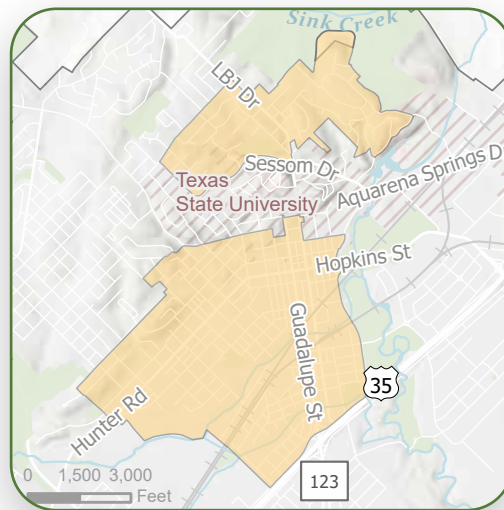 Sink Creek
LBJ Dr
Sessom Dr
Texas
State University
Aquarena Springs D
Hopkins St
Guadalupe St
35
Hunter Rd
123
0 1,500 3,000
Feet